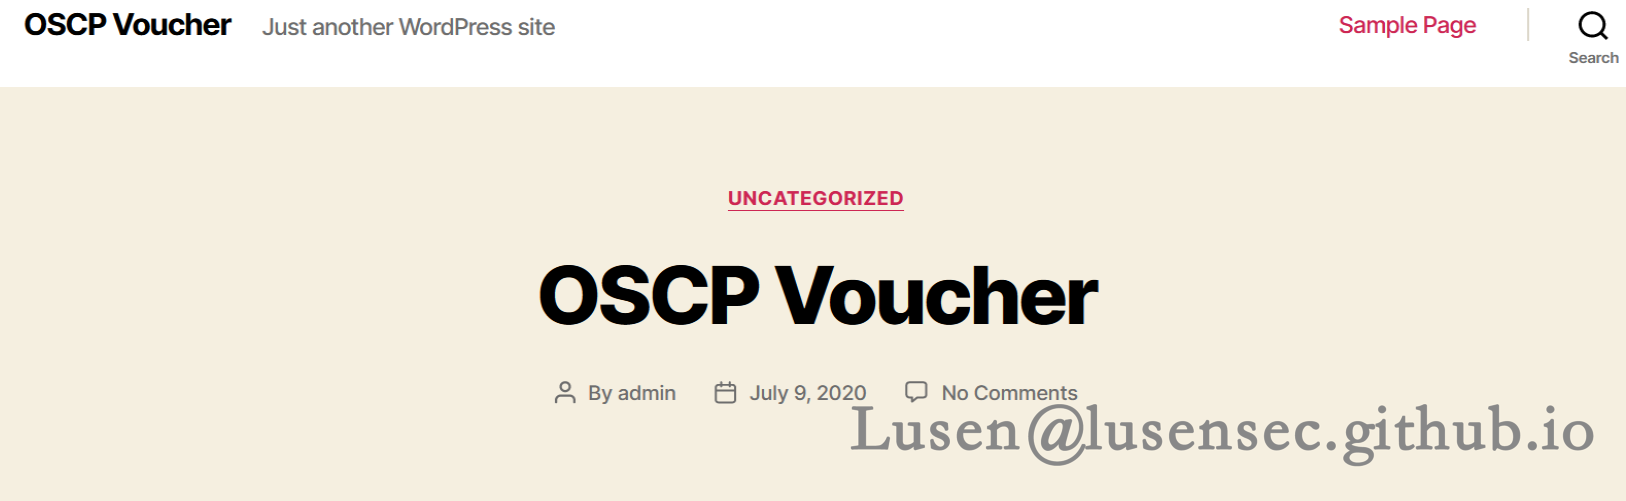 OSCP Voucher Just another WordPress site Sample Page
Search
UNCATEGORIZED
OSCP Voucher
By admin July 9, 2020 No Comments
Lusen@lusensec.github.io